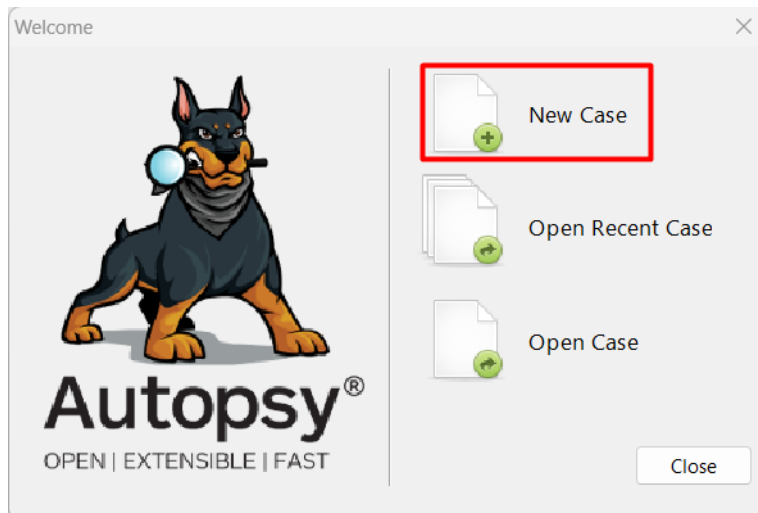 Welcome
New Case
Open Recent Case
Open Case
Autopsy®
OPEN | EXTENSIBLE | FAST
Close